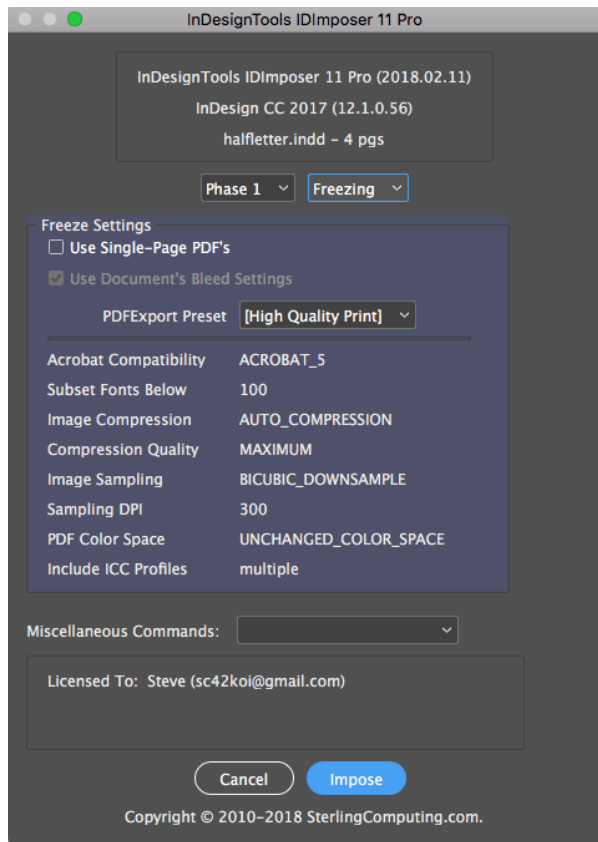 InDesignTools IDImposer 11 Pro
InDesignTools IDImposer 11 Pro (2018.02.11)
InDesign CC 2017 (12.1.0.56)
halfletter.indd - 4 pgs
Phase 1 Freezing
Freeze Settings
Use Single-Page PDF's
Use Document's Bleed Settings
PDFExport Preset [High Quality Print]
Acrobat Compatibility ACROBAT_5
Subset Fonts Below 100
Image Compression AUTO_COMPRESSION
Compression Quality MAXIMUM
Image Sampling BICUBIC_DOWNSAMPLE
Sampling DPI 300
PDF Color Space UNCHANGED_COLOR_SPACE
Include ICC Profiles multiple
Miscellaneous Commands:
Licensed To: Steve (sc42koi@gmail.com)
Cancel Impose
Copyright © 2010-2018 SterlingComputing.com.